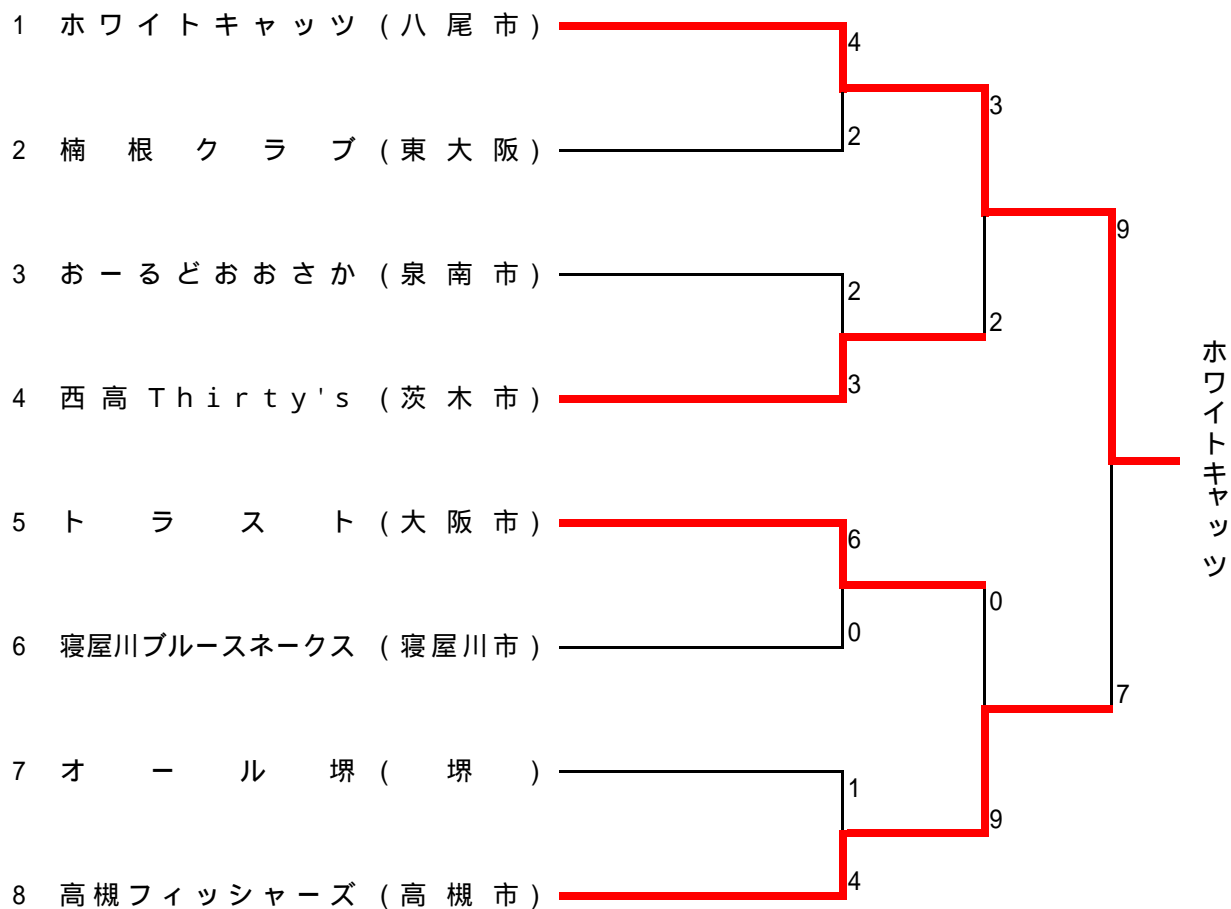 1 ホワイトキャッツ (八尾市)
4
3
2 楠根クラブ (東大阪)
2
9
3 おーるどおおさか (泉南市)
2
2
4 西高Thirty's (茨木市)
3
ホワイトキャッツ
5 トラスト (大阪市)
6
0
6 寝屋川ブルースネークス (寝屋川市)
0
7
7 オール堺 (堺)
1
9
8 高槻フィッシャーズ (高槻市)
4